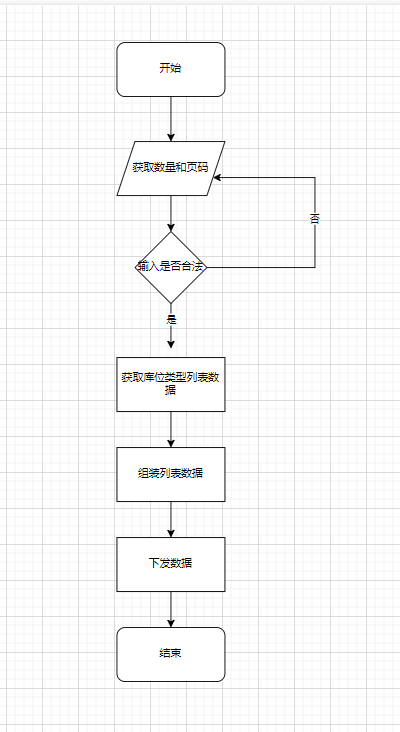 开始
获取数量和页码
否
输入是否合法
是
获取库位类型列表数
据
组装列表数据
下发数据
结束